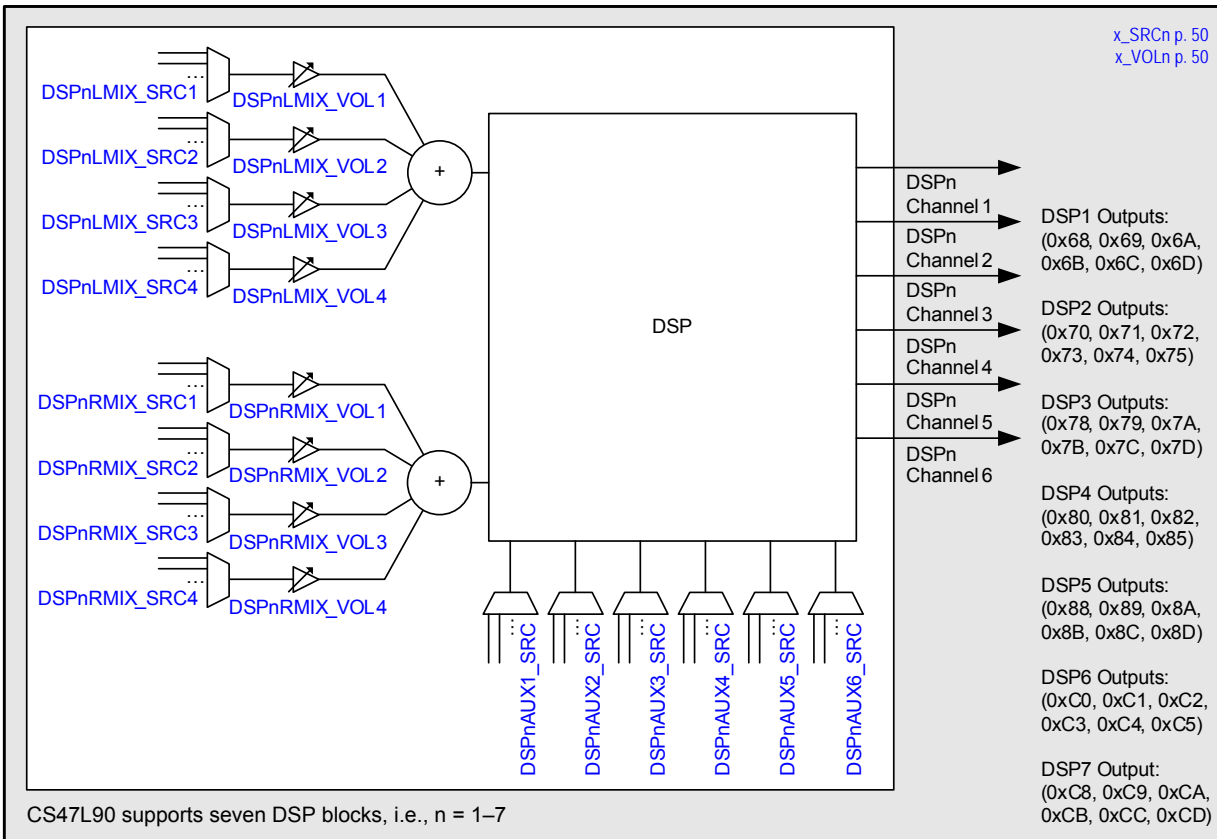 x_SRCn p. 50
x_VOLn p. 50
...
DSPnLMIX_SRC1
DSPnLMIX_VOL1
...
DSPnLMIX_SRC2
DSPnLMIX_VOL2
...
DSPnLMIX_SRC3
DSPnLMIX_VOL3
...
DSPnLMIX_SRC4
DSPnLMIX_VOL4
+
...
DSPnRMIX_SRC1
DSPnRMIX_VOL1
...
DSPnRMIX_SRC2
DSPnRMIX_VOL2
...
DSPnRMIX_SRC3
DSPnRMIX_VOL3
...
DSPnRMIX_SRC4
DSPnRMIX_VOL4
+
DSP
DSPn
Channel 1
DSPn
Channel 2
DSPn
Channel 3
DSPn
Channel 4
DSPn
Channel 5
DSPn
Channel 6
...
DSPnAUX1_SRC
...
DSPnAUX2_SRC
...
DSPnAUX3_SRC
...
DSPnAUX4_SRC
...
DSPnAUX5_SRC
...
DSPnAUX6_SRC
DSP1 Outputs:
(0x68, 0x69, 0x6A,
0x6B, 0x6C, 0x6D)
DSP2 Outputs:
(0x70, 0x71, 0x72,
0x73, 0x74, 0x75)
DSP3 Outputs:
(0x78, 0x79, 0x7A,
0x7B, 0x7C, 0x7D)
DSP4 Outputs:
(0x80, 0x81, 0x82,
0x83, 0x84, 0x85)
DSP5 Outputs:
(0x88, 0x89, 0x8A,
0x8B, 0x8C, 0x8D)
DSP6 Outputs:
(0xC0, 0xC1, 0xC2,
0xC3, 0xC4, 0xC5)
DSP7 Output:
(0xC8, 0xC9, 0xCA,
0xCB, 0xCC, 0xCD)
CS47L90 supports seven DSP blocks, i.e., n = 1–7